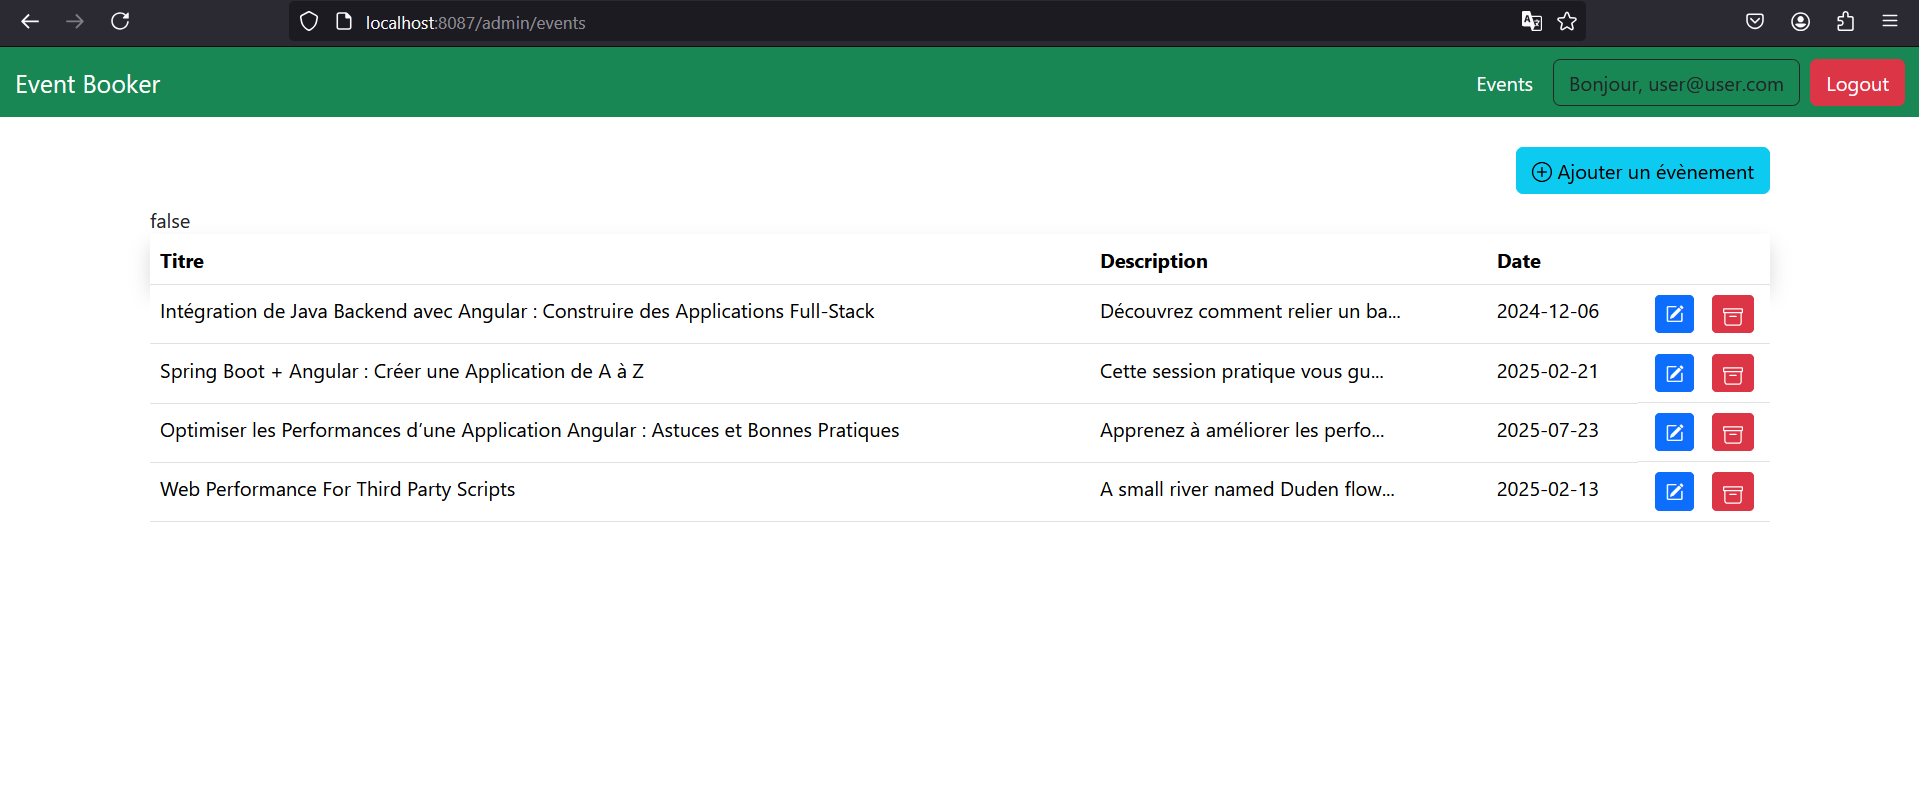 localhost:8087/admin/events
Event Booker Events Bonjour, user@user.com Logout
Ajouter un évènement
false
Titre Description Date
Intégration de Java Backend avec Angular : Construire des Applications Full-Stack Découvrez comment relier un ba... 2024-12-06
Spring Boot + Angular : Créer une Application de A à Z Cette session pratique vous gu... 2025-02-21
Optimiser les Performances d’une Application Angular : Astuces et Bonnes Pratiques Apprenez à améliorer les perfo... 2025-07-23
Web Performance For Third Party Scripts A small river named Duden flow... 2025-02-13